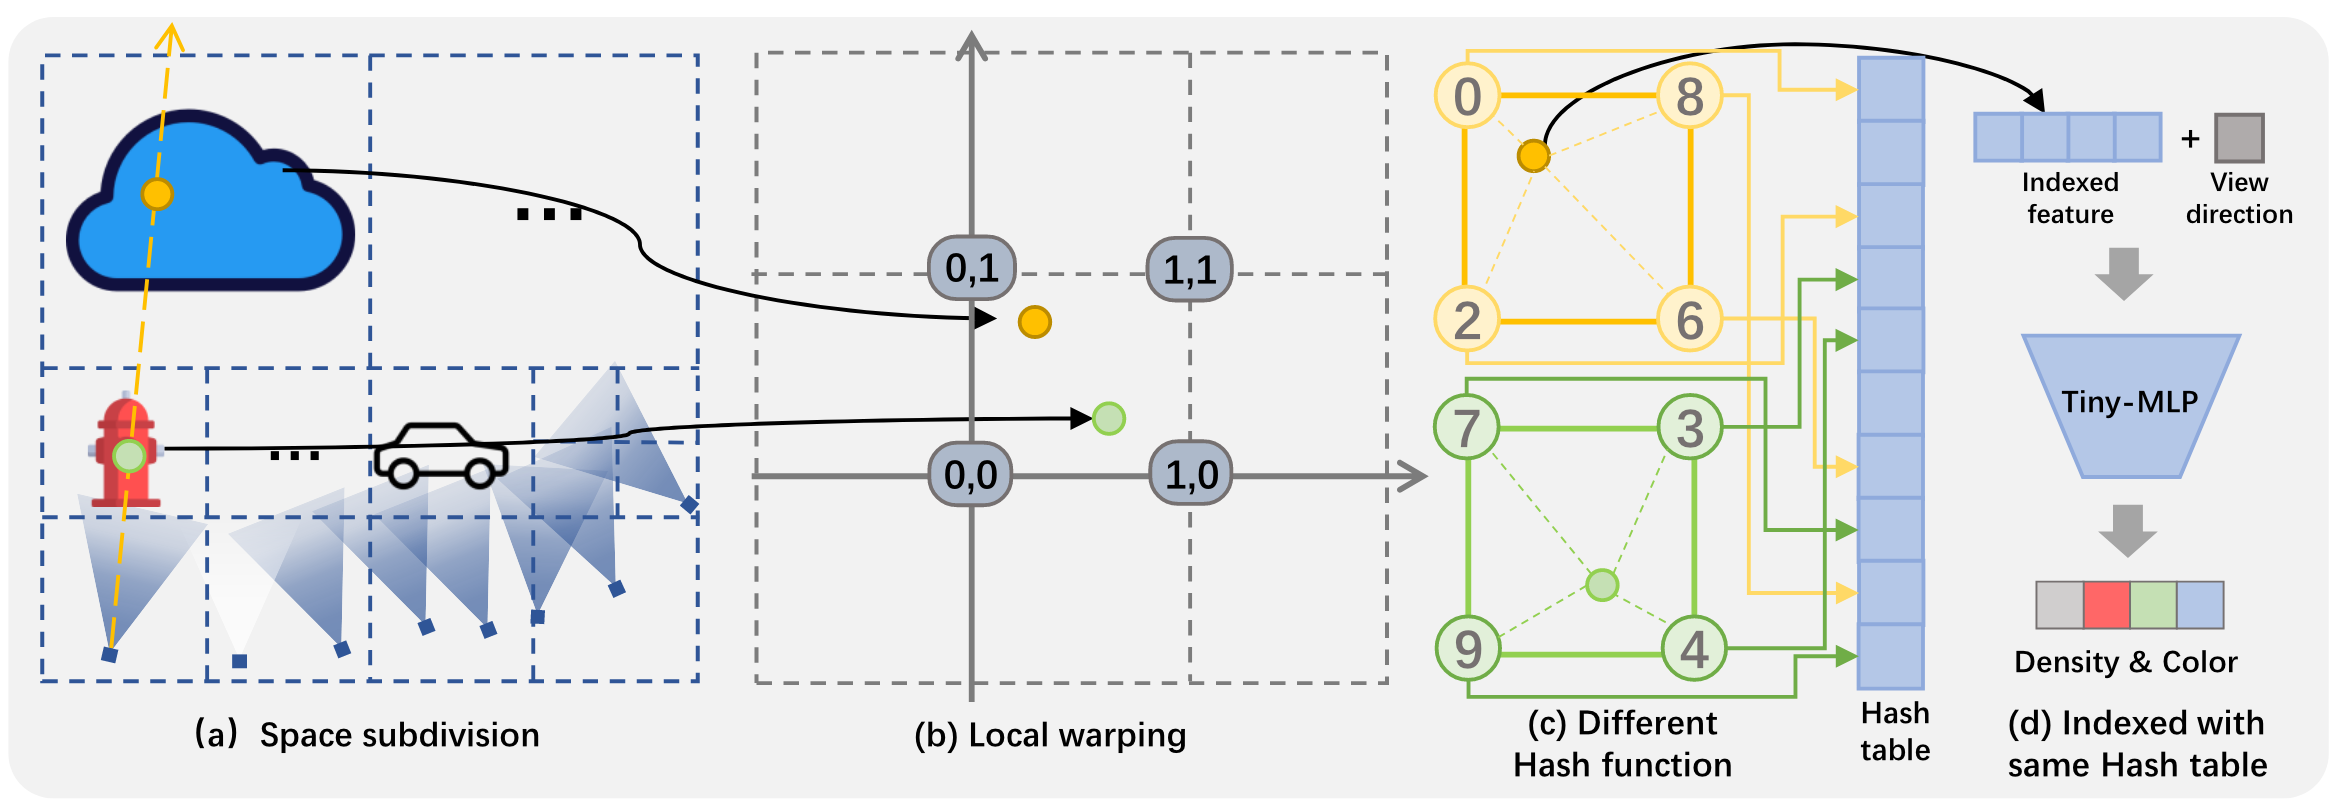 0,1
1,1
0,0
1,0
0
8
2
6
7
3
9
4
+
Indexed
feature
View
direction
Tiny-MLP
Density & Color
(a) Space subdivision
(b) Local warping
(c) Different
Hash function
Hash
table
(d) Indexed with
same Hash table